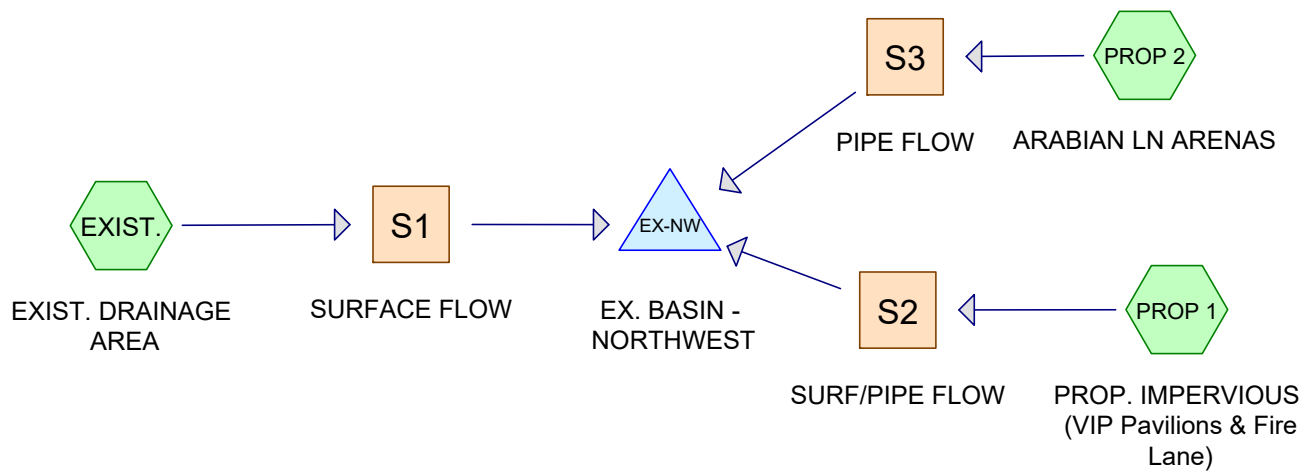 S3
PROP 2
PIPE FLOW
ARABIAN LN ARENAS
EXIST.
S1
EX-NW
EXIST. DRAINAGE
AREA
SURFACE FLOW
EX. BASIN -
NORTHWEST
S2
PROP 1
SURF/PIPE FLOW
PROP. IMPERVIOUS
(VIP Pavilions & Fire
Lane)